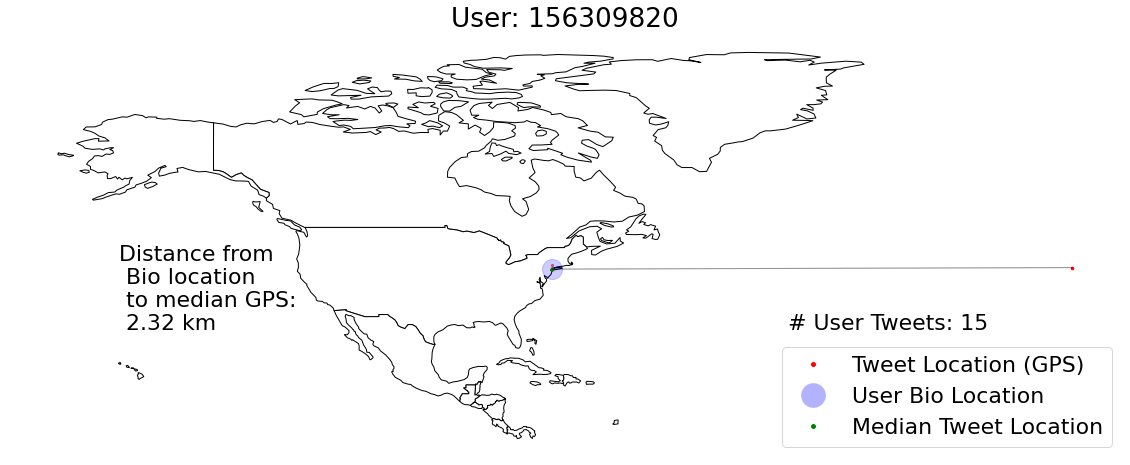 User: 156309820
Distance from
Bio location
to median GPS:
2.32 km
# User Tweets: 15
Tweet Location (GPS)
User Bio Location
Median Tweet Location